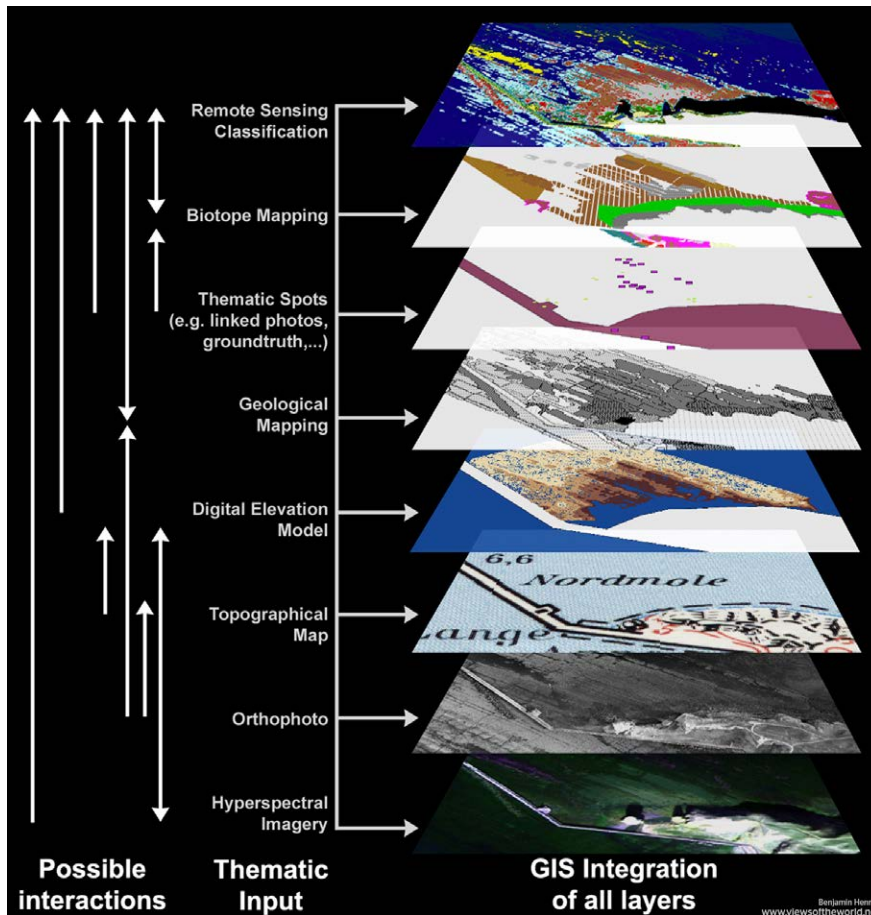 Remote Sensing
Classification
Biotope Mapping
Thematic Spots
(e.g. linked photos,
groundtruth,...)
Geological
Mapping
Digital Elevation
Model
6,6
Nordmole
Topographical
Map
Lange
Orthophoto
Hyperspectral
Imagery
Possible
interactions
Thematic
Input
GIS Integration
of all layers
Benjamin Henn
www.viewsoftheworld.n